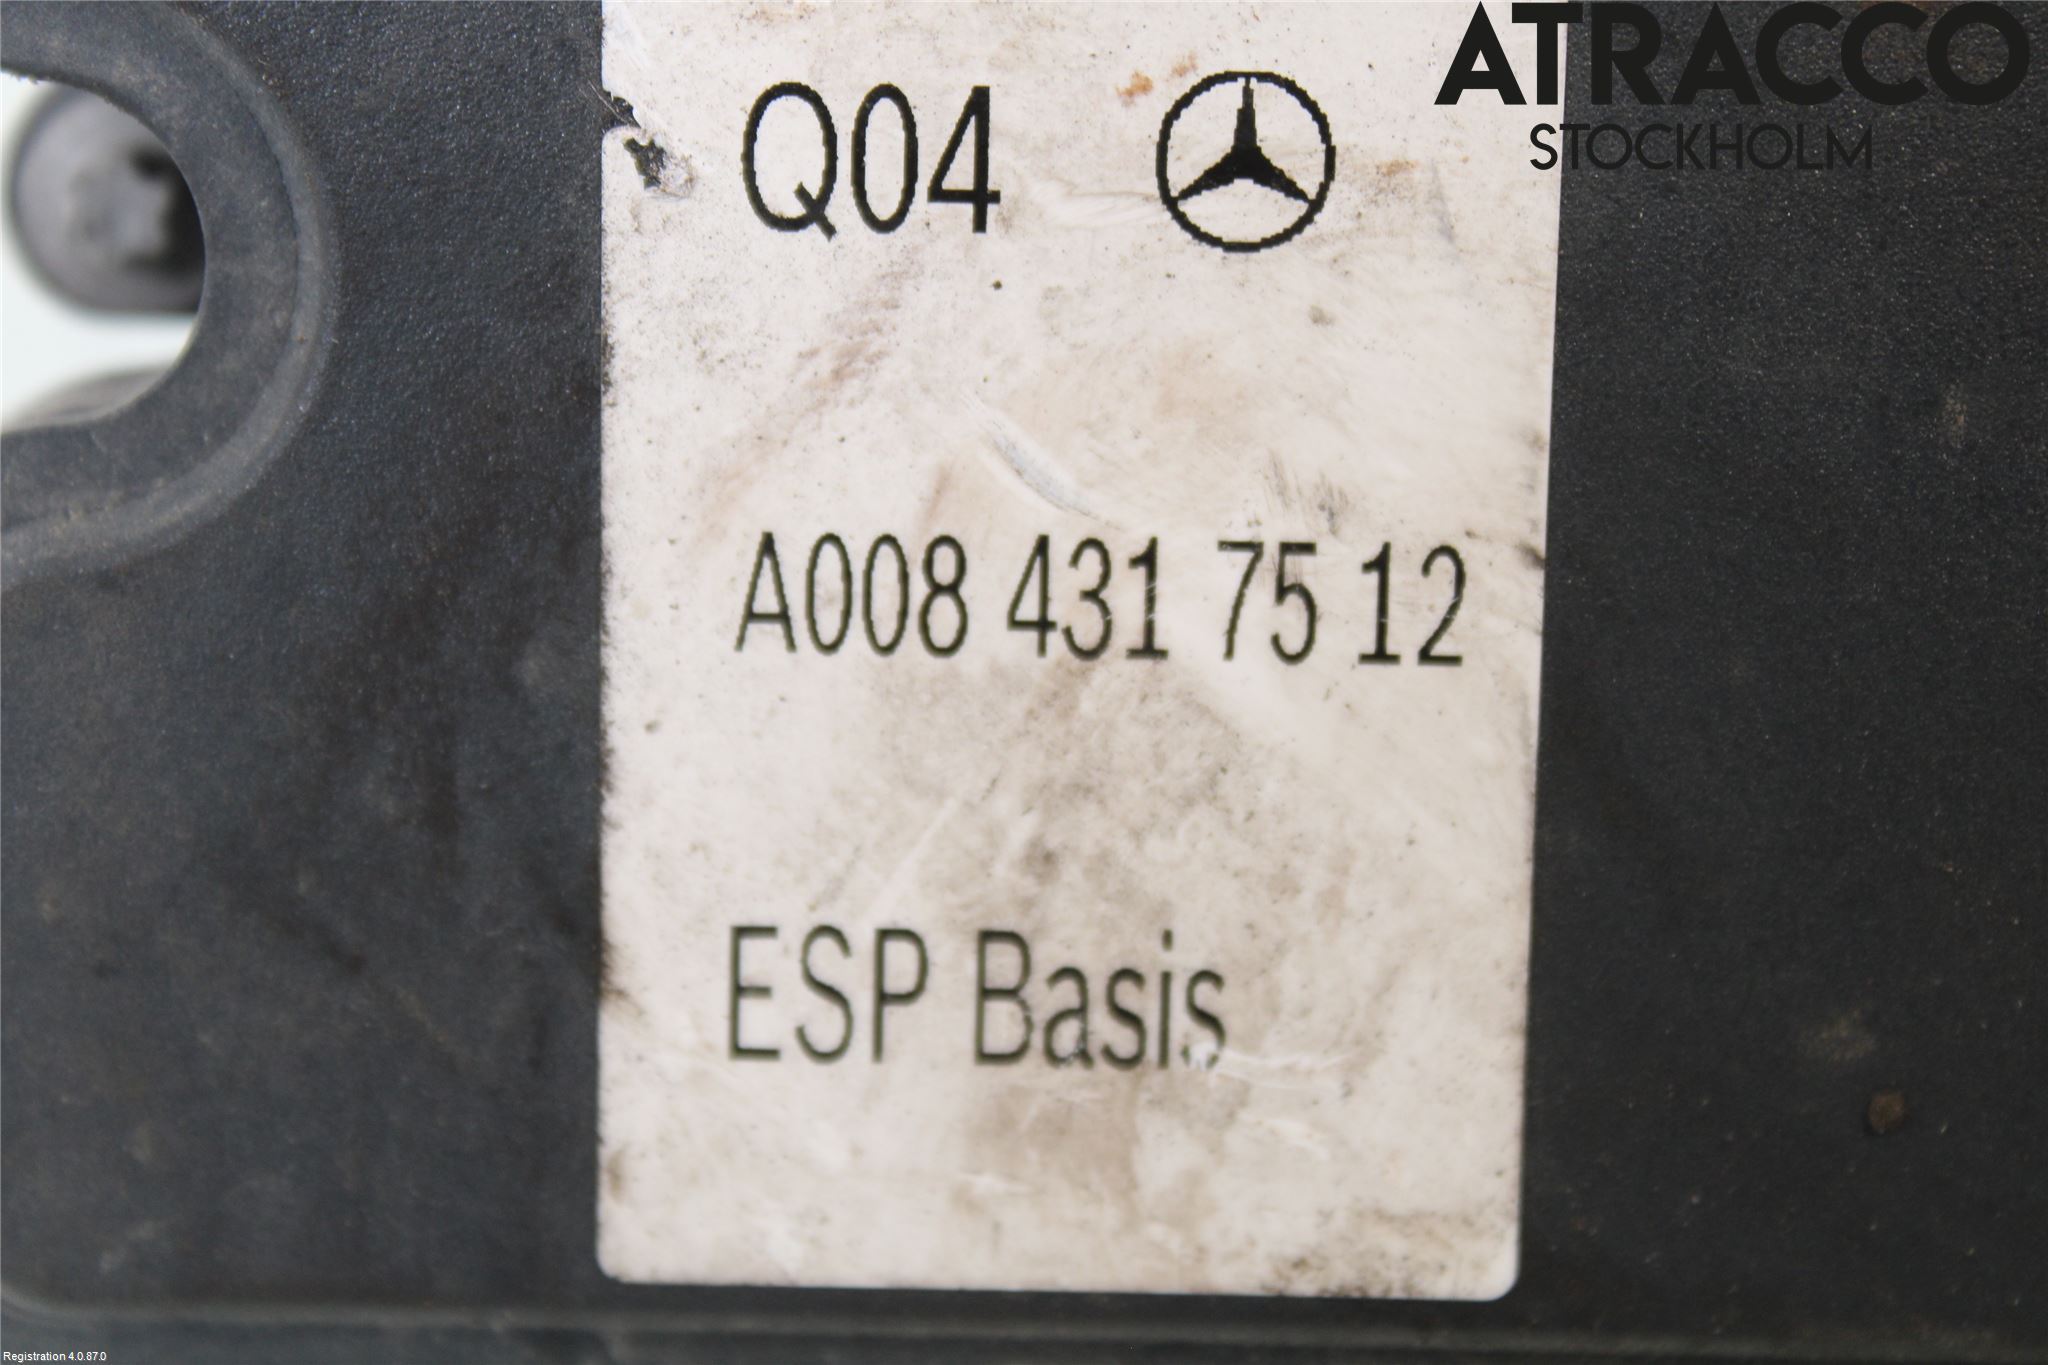 ATRACCO
STOCKHOLM
Q04
A008 431 75 12
ESP Basis
Registration 4.0.87.0